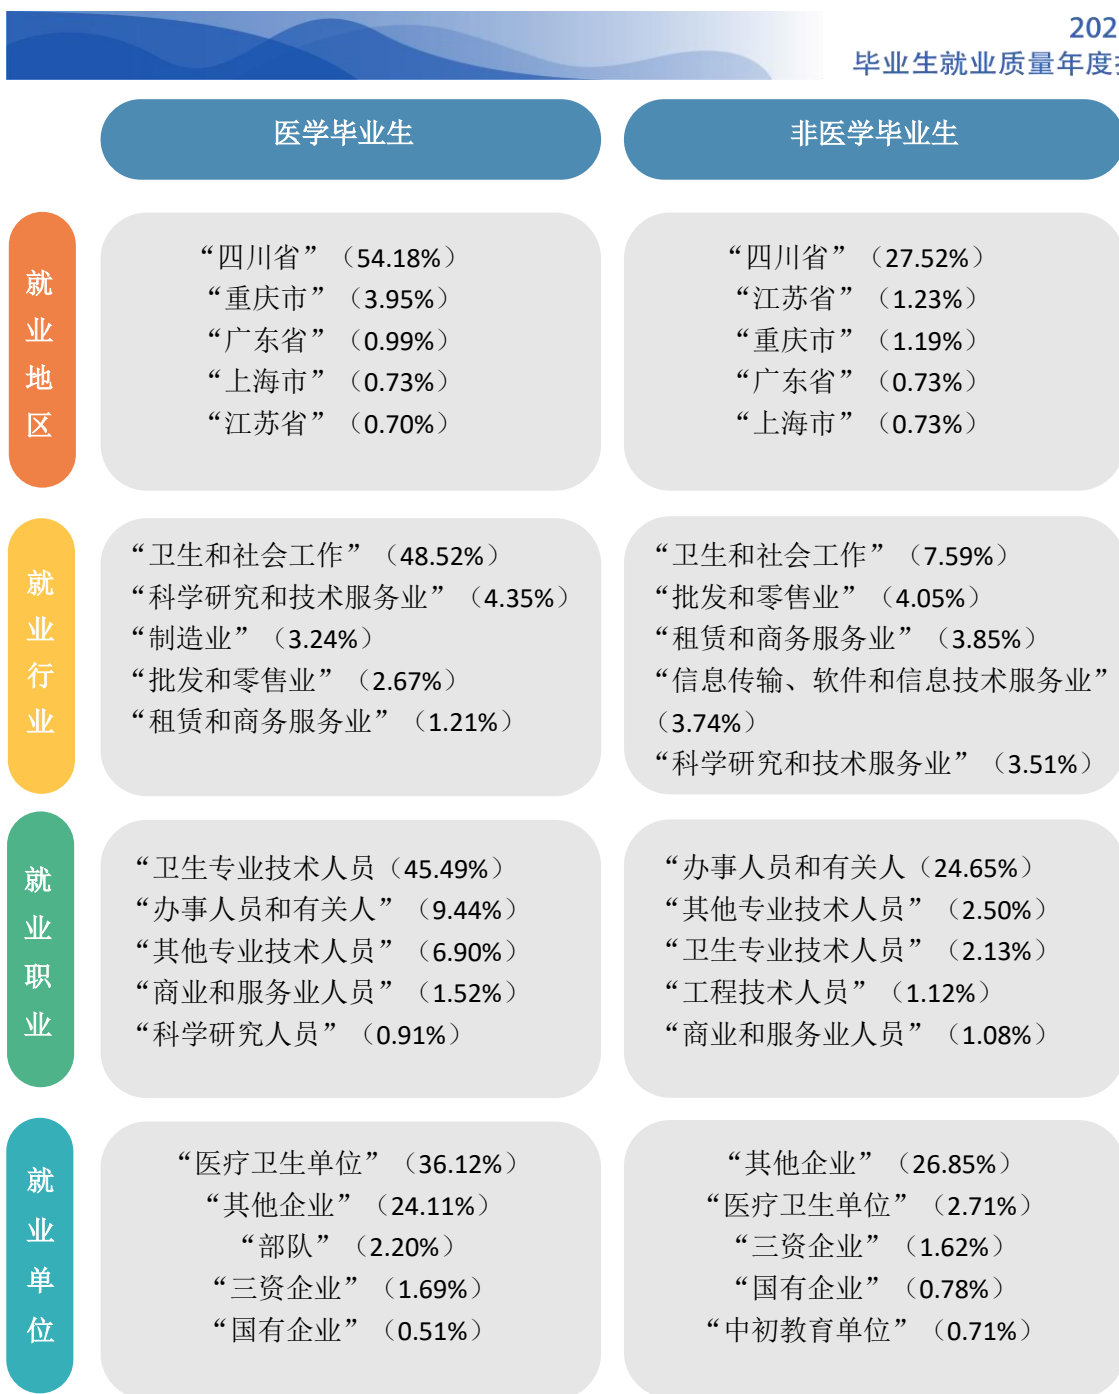 202
毕业生就业质量年度
医学毕业生
非医学毕业生
就业地区
“四川省”（54.18%）
“重庆市”（3.95%）
“广东省”（0.99%）
“上海市”（0.73%）
“江苏省”（0.70%）
“四川省”（27.52%）
“江苏省”（1.23%）
“重庆市”（1.19%）
“广东省”（0.73%）
“上海市”（0.73%）
就业行业
“卫生和社会工作”（48.52%）
“科学研究和技术服务业”（4.35%）
“制造业”（3.24%）
“批发和零售业”（2.67%）
“租赁和商务服务业”（1.21%）
“卫生和社会工作”（7.59%）
“批发和零售业”（4.05%）
“租赁和商务服务业”（3.85%）
“信息传输、软件和信息技术服务业”
（3.74%）
“科学研究和技术服务业”（3.51%）
就业职业
“卫生专业技术人员（45.49%）
“办事人员和有关人”（9.44%）
“其他专业技术人员”（6.90%）
“商业和服务业人员”（1.52%）
“科学研究人员”（0.91%）
“办事人员和有关人（24.65%）
“其他专业技术人员”（2.50%）
“卫生专业技术人员”（2.13%）
“工程技术人员”（1.12%）
“商业和服务业人员”（1.08%）
就业单位
“医疗卫生单位”（36.12%）
“其他企业”（24.11%）
“部队”（2.20%）
“三资企业”（1.69%）
“国有企业”（0.51%）
“其他企业”（26.85%）
“医疗卫生单位”（2.71%）
“三资企业”（1.62%）
“国有企业”（0.78%）
“中初教育单位”（0.71%）